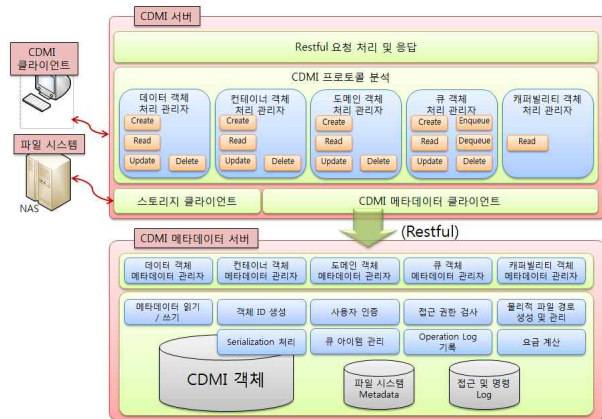 CDMI 서버
CDMI
클라이언트
Restful 요청 처리 및 응답
CDMI 프로토콜 분석
데이터 객체
처리 관리자
Create
Read
Update
Delete
컨테이너 객체
처리 관리자
Create
Read
Update
Delete
도메인 객체
처리 관리자
Create
Read
Update
Delete
큐 객체
처리 관리자
Create
Enqueue
Read
Dequeue
Update
Delete
캐퍼빌리티 객체
처리 관리자
Read
파일 시스템
NAS
스토리지 클라이언트
CDMI 메타데이터 클라이언트
(Restful)
CDMI 메타데이터 서버
데이터 객체
메타데이터 관리자
컨테이너 객체
메타데이터 관리자
도메인 객체
메타데이터 관리자
큐 객체
메타데이터 관리자
캐퍼빌리티 객체
메타데이터 관리자
메타데이터 읽기
/ 쓰기
객체 ID 생성
사용자 인증
접근 권한 검사
물리적 파일 경로
생성 및 관리
Serialization 처리
큐 아이템 관리
Operation Log
기록
요금 계산
CDMI 객체
파일 시스템
Metadata
접근 및 명령
Log